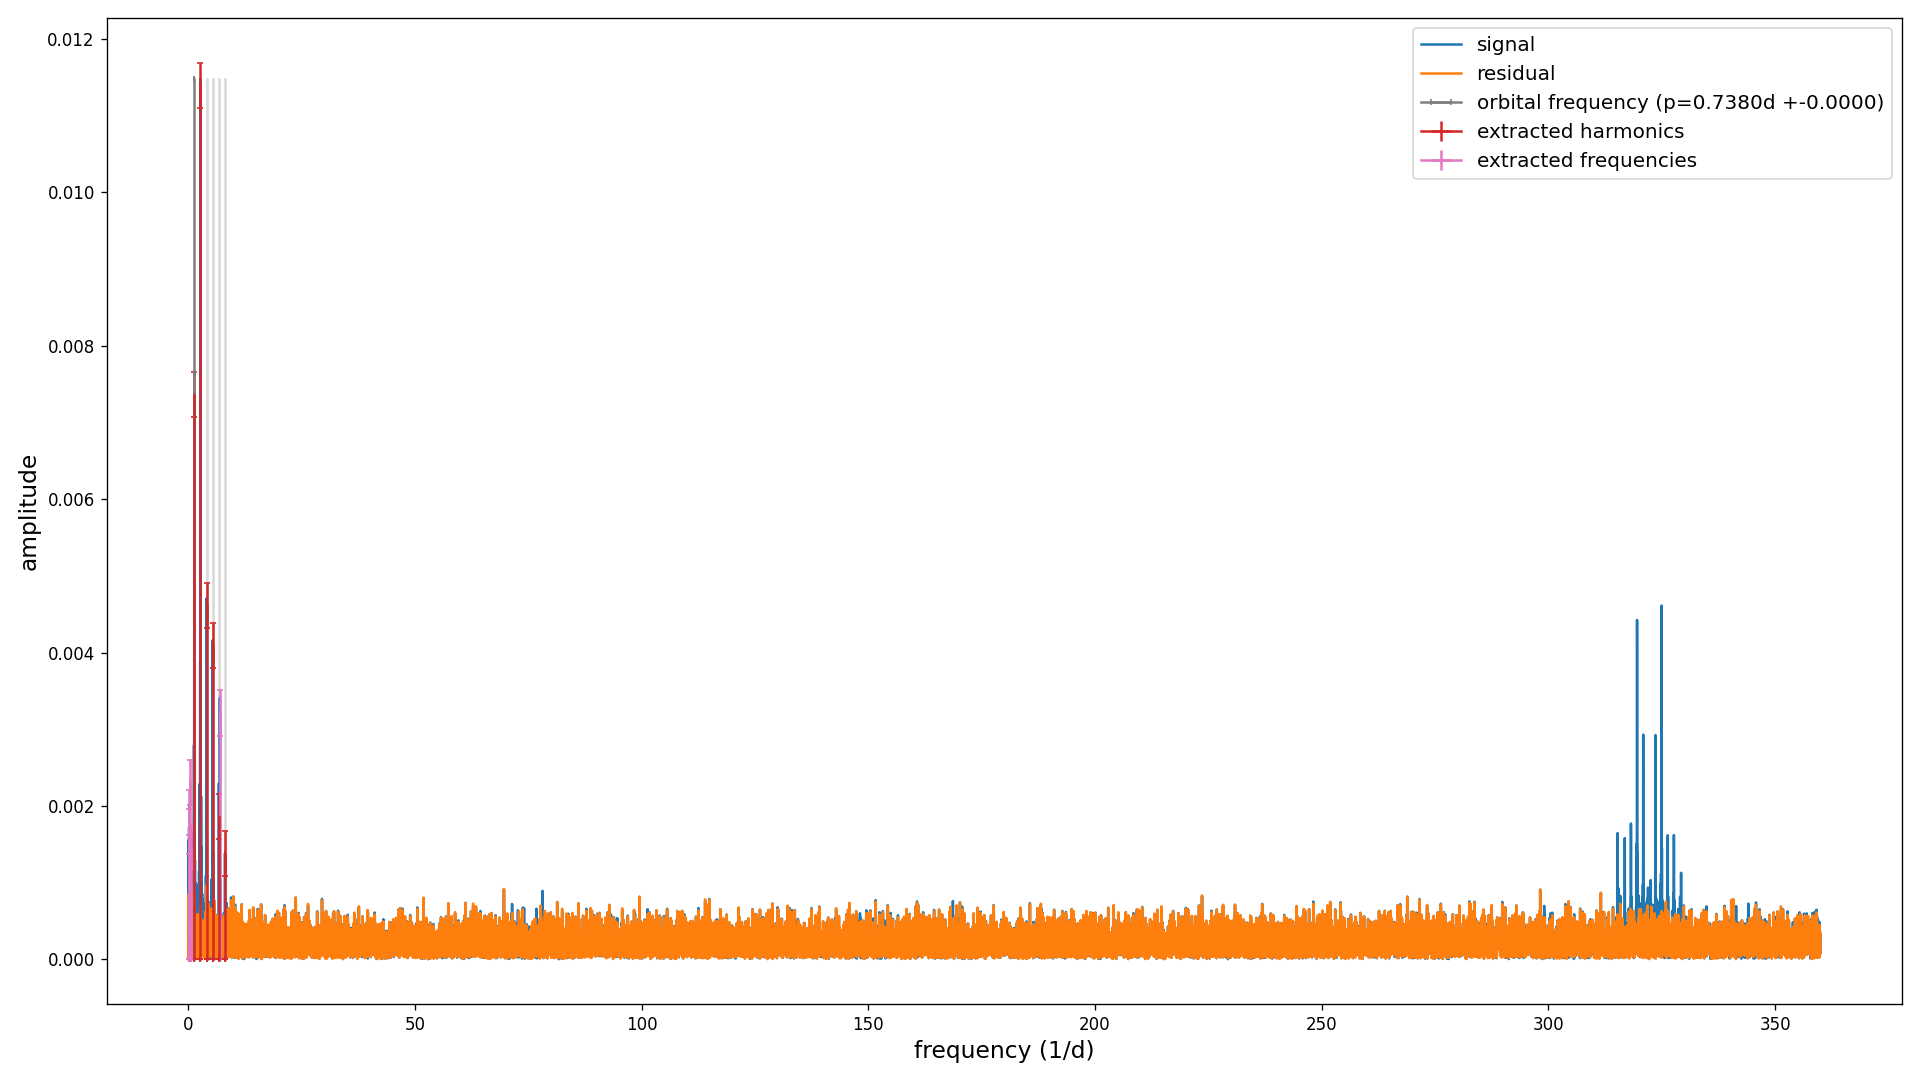 signal
residual
orbital frequency (p=0.7380d +-0.0000)
extracted harmonics
extracted frequencies
0.012
0.010
0.008
0.006
0.004
0.002
0.000
amplitude
0 50 100 150 200 250 300 350
frequency (1/d)